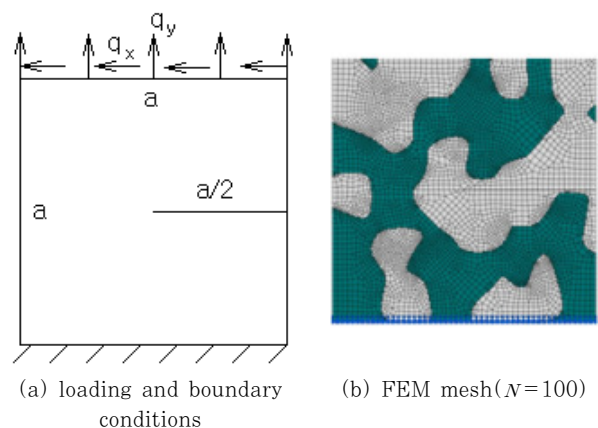 q_y
q_x
a
a/2
a
(a) loading and boundary
conditions
(b) FEM mesh(N=100)